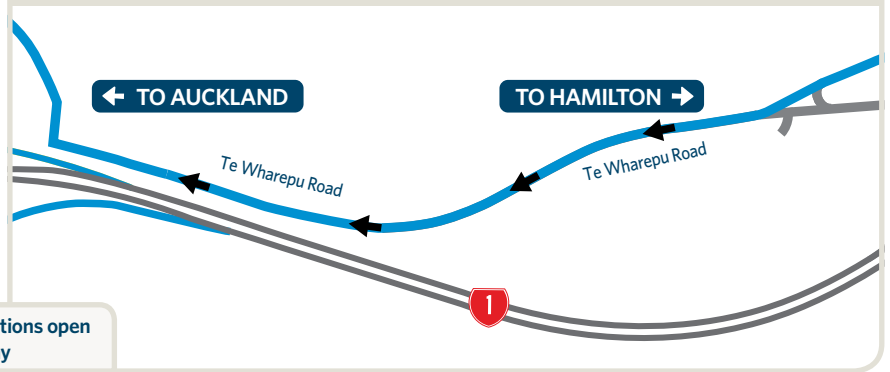 TO AUCKLAND
TO HAMILTON
Te Wharepu Road
Te Wharepu Road
1
tions open
y